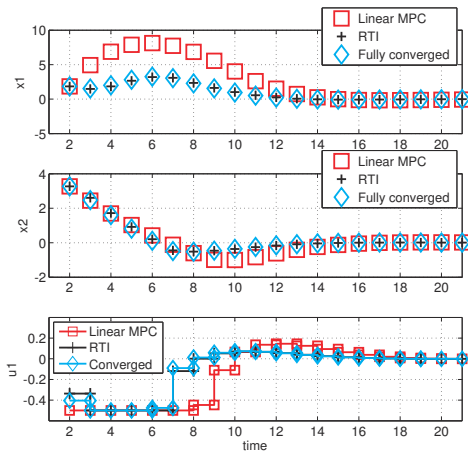 10
5
0
-5
x1
Linear MPC
RTI
Fully converged
2 4 6 8 10 12 14 16 18 20
4
2
0
-2
x2
Linear MPC
RTI
Fully converged
2 4 6 8 10 12 14 16 18 20
0.2
0
-0.2
-0.4
u1
Linear MPC
RTI
Converged
2 4 6 8 10 12 14 16 18 20
time